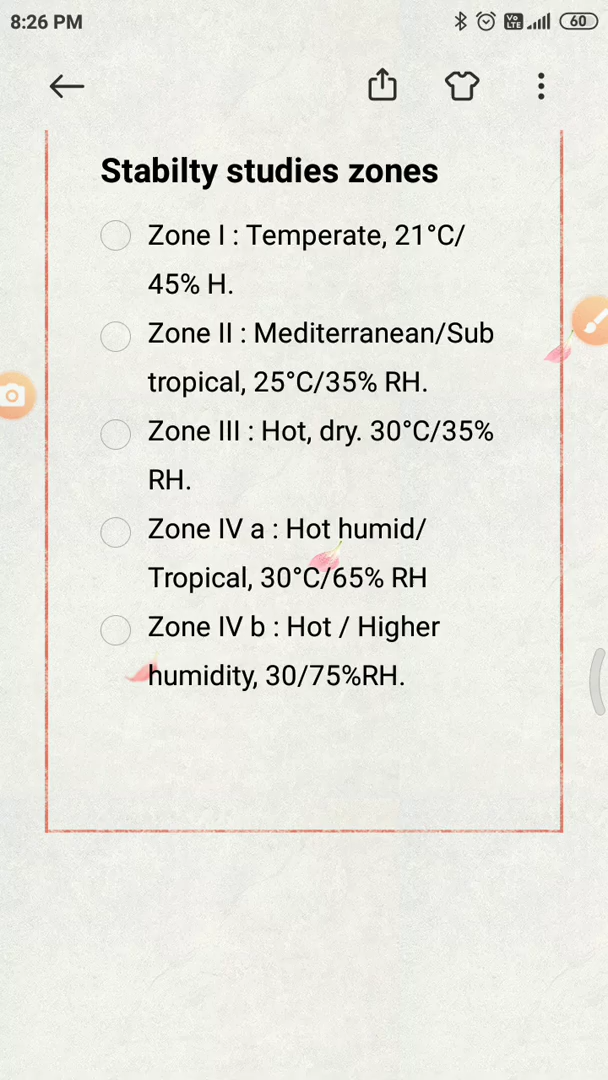 8:26 PM
Vo LTE
60
Stabilty studies zones
Zone I : Temperate, 21°C/
45% H.
Zone II : Mediterranean/Sub
tropical, 25°C/35% RH.
Zone III : Hot, dry. 30°C/35%
RH.
Zone IV a : Hot humid/
Tropical, 30°C/65% RH
Zone IV b : Hot / Higher
humidity, 30/75%RH.